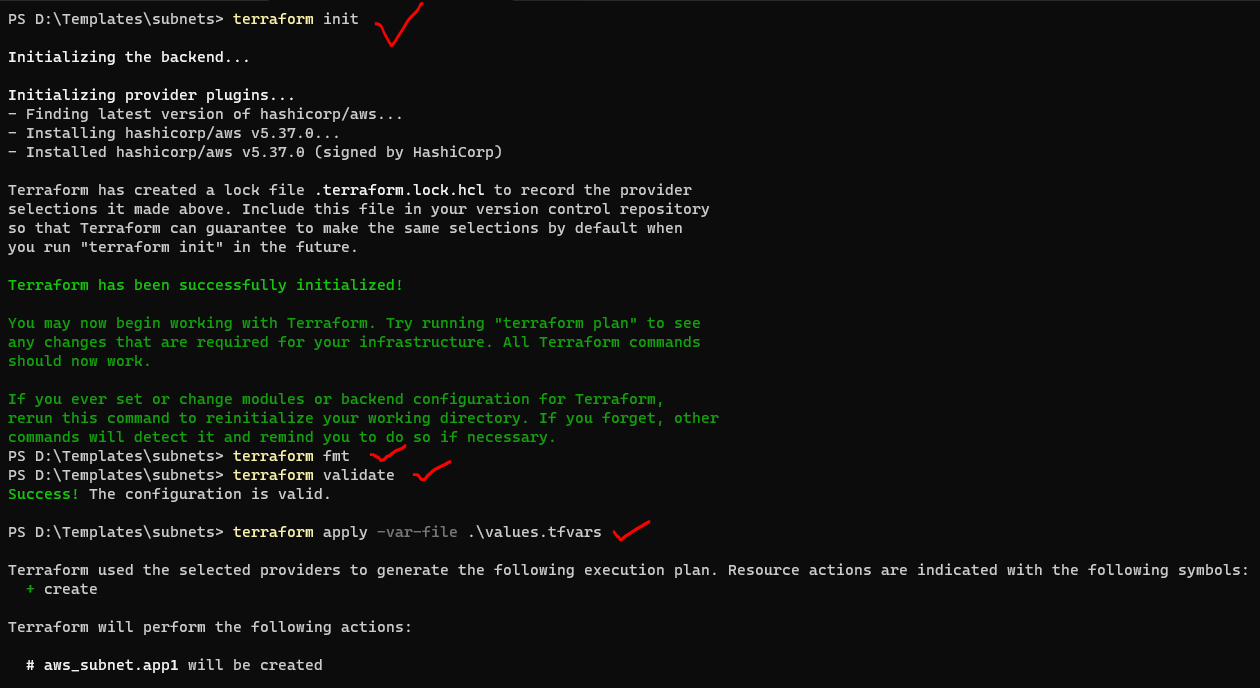 PS D:\Templates\subnets> terraform init
Initializing the backend...
Initializing provider plugins...
- Finding latest version of hashicorp/aws...
- Installing hashicorp/aws v5.37.0...
- Installed hashicorp/aws v5.37.0 (signed by HashiCorp)
Terraform has created a lock file .terraform.lock.hcl to record the provider
selections it made above. Include this file in your version control repository
so that Terraform can guarantee to make the same selections by default when
you run "terraform init" in the future.
Terraform has been successfully initialized!
You may now begin working with Terraform. Try running "terraform plan" to see
any changes that are required for your infrastructure. All Terraform commands
should now work.
If you ever set or change modules or backend configuration for Terraform,
rerun this command to reinitialize your working directory. If you forget, other
commands will detect it and remind you to do so if necessary.
PS D:\Templates\subnets> terraform fmt
PS D:\Templates\subnets> terraform validate
Success! The configuration is valid.
PS D:\Templates\subnets> terraform apply -var-file .\values.tfvars
Terraform used the selected providers to generate the following execution plan. Resource actions are indicated with the following symbols:
+ create
Terraform will perform the following actions:
# aws_subnet.app1 will be created